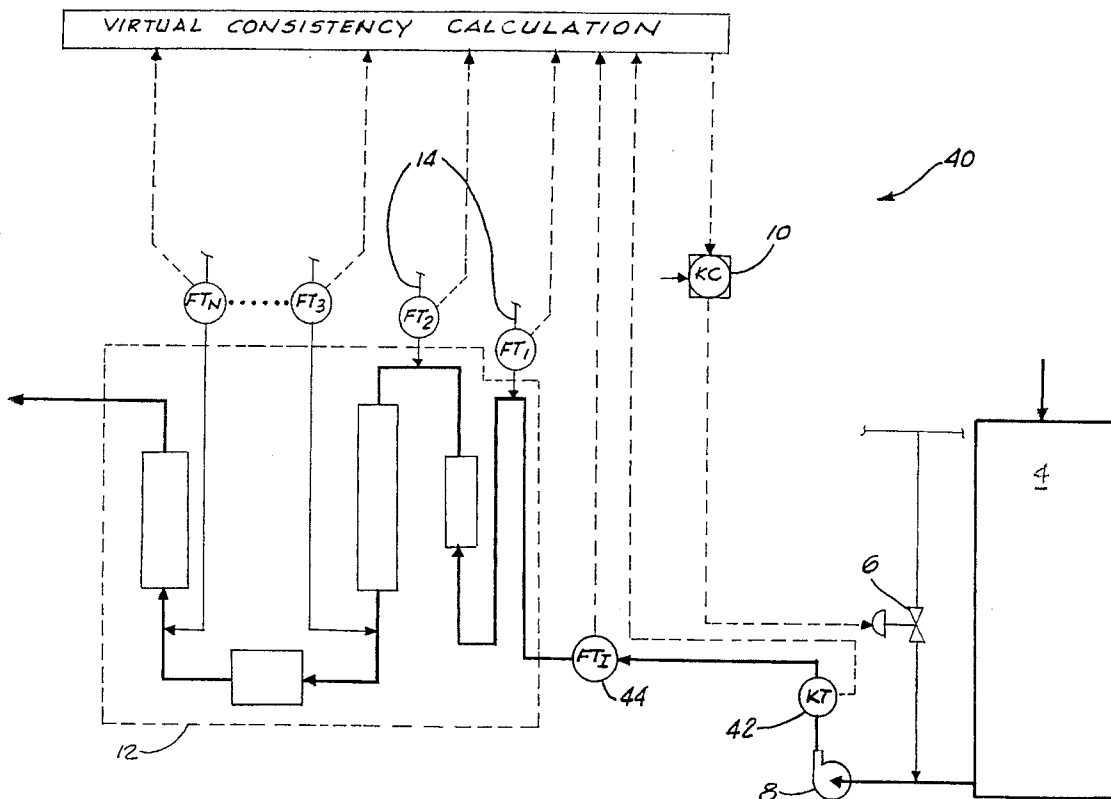 VIRTUAL CONSISTENCY CALCULATION
14
40
10
KC
FTN
FT3
FT2
FT1
4
6
FTI
44
KT
42
12
8